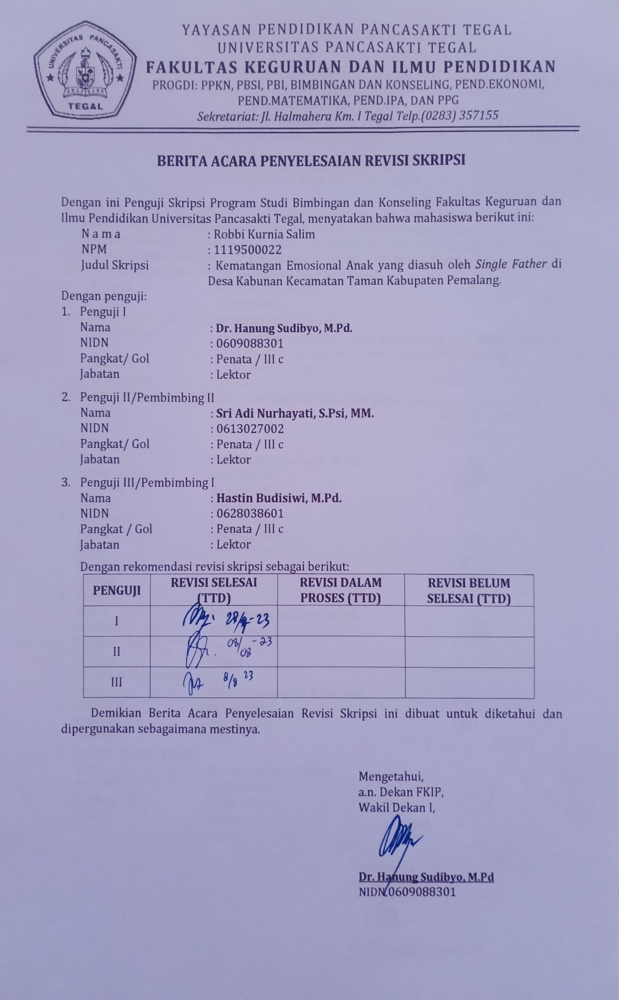 UNIVERSITAS PANCASAKTI
TEGAL
YAYASAN PENDIDIKAN PANCASAKTI TEGAL
UNIVERSITAS PANCASAKTI TEGAL
FAKULTAS KEGURUAN DAN ILMU PENDIDIKAN
PROGDI: PPKN, PBSI, PBI, BIMBINGAN DAN KONSELING, PEND.EKONOMI,
PEND.MATEMATIKA, PEND.IPA, DAN PPG
Sekretariat: Jl. Halmahera Km. I Tegal Telp.(0283) 357155
BERITA ACARA PENYELESAIAN REVISI SKRIPSI
Dengan ini Penguji Skripsi Program Studi Bimbingan dan Konseling Fakultas Keguruan dan
Ilmu Pendidikan Universitas Pancasakti Tegal, menyatakan bahwa mahasiswa berikut ini:
N a m a : Robbi Kurnia Salim
NPM : 1119500022
Judul Skripsi : Kematangan Emosional Anak yang diasuh oleh Single Father di
Desa Kabunan Kecamatan Taman Kabupaten Pemalang.
Dengan penguji:
1. Penguji I
Nama : Dr. Hanung Sudibyo, M.Pd.
NIDN : 0609088301
Pangkat/ Gol : Penata / III c
Jabatan : Lektor
2. Penguji II/Pembimbing II
Nama : Sri Adi Nurhayati, S.Psi, MM.
NIDN : 0613027002
Pangkat/ Gol : Penata / III c
Jabatan : Lektor
3. Penguji III/Pembimbing I
Nama : Hastin Budisiwi, M.Pd.
NIDN : 0628038601
Pangkat / Gol : Penata / III c
Jabatan : Lektor
Dengan rekomendasi revisi skripsi sebagai berikut:
PENGUJI REVISI SELESAI (TTD) REVISI DALAM PROSES (TTD) REVISI BELUM SELESAI (TTD)
I
II 08/08 - 23
III 8/8 23
Demikian Berita Acara Penyelesaian Revisi Skripsi ini dibuat untuk diketahui dan
dipergunakan sebagaimana mestinya.
Mengetahui,
a.n. Dekan FKIP,
Wakil Dekan I,
Dr. Hanung Sudibyo, M.Pd
NIDN.0609088301